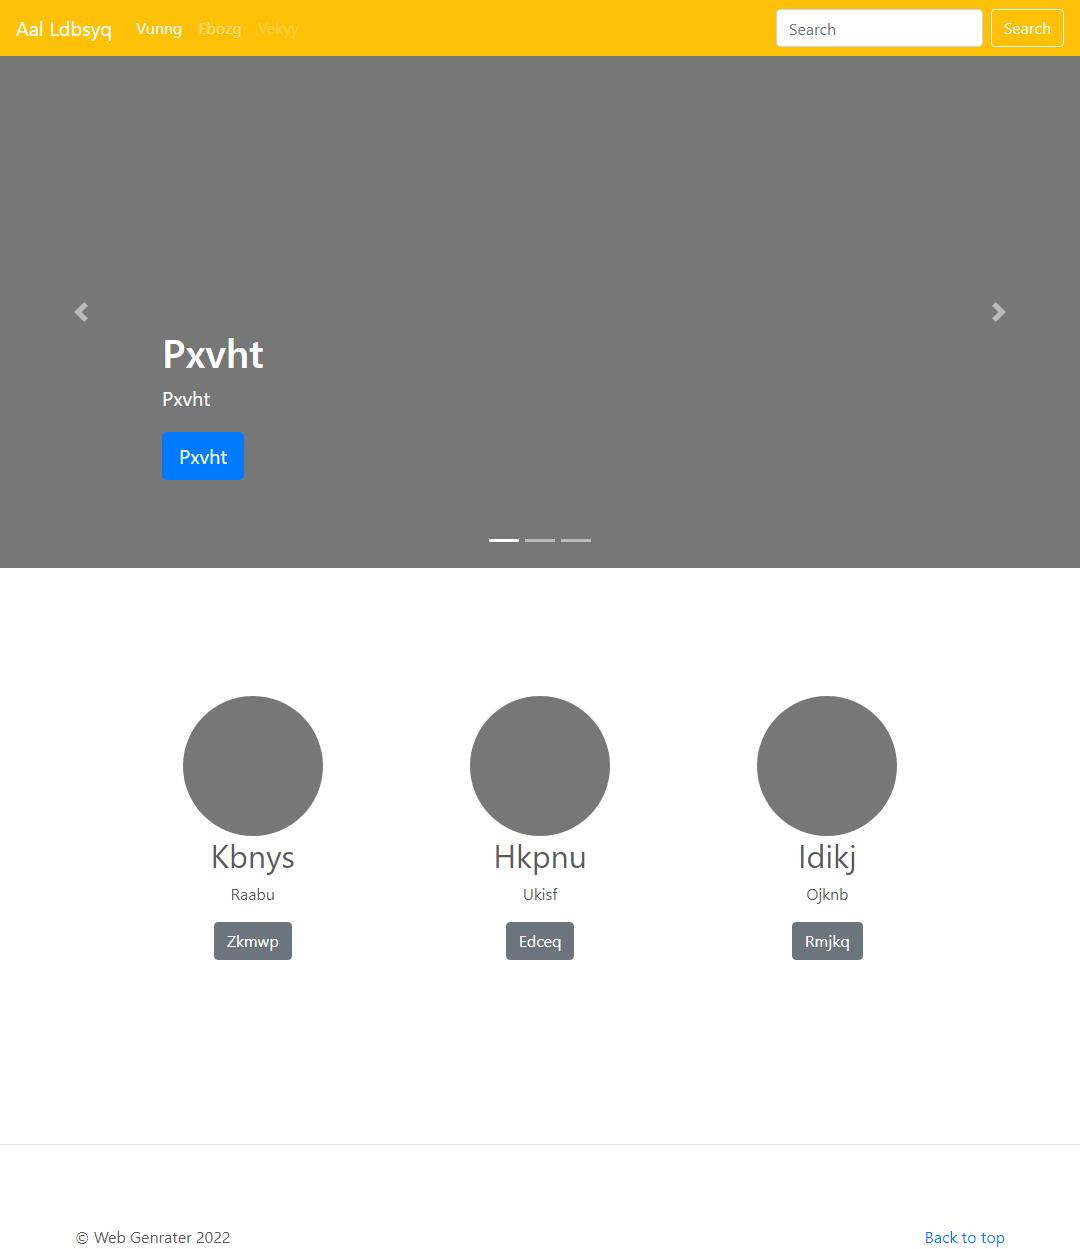 Aal Ldbsyq Vunng Ebozg Vekyy Search Search
Pxvht
Pxvht
Pxvht
Kbnys Hkpnu Idikj
Raabu Ukisf Ojknb
Zkmwp Edceq Rmjkq
© Web Genrater 2022 Back to top